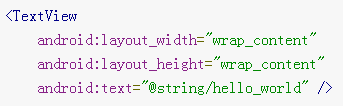 <TextView
android:layout_width="wrap_content"
android:layout_height="wrap_content"
android:text="@string/hello_world" />